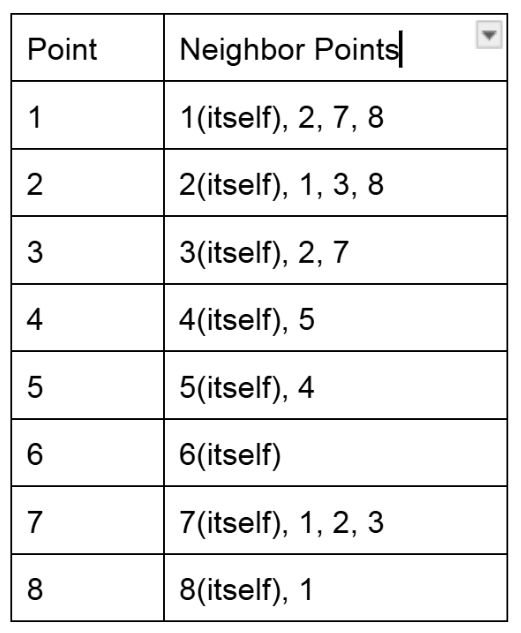 Point Neighbor Points
1 1(itself), 2, 7, 8
2 2(itself), 1, 3, 8
3 3(itself), 2, 7
4 4(itself), 5
5 5(itself), 4
6 6(itself)
7 7(itself), 1, 2, 3
8 8(itself), 1